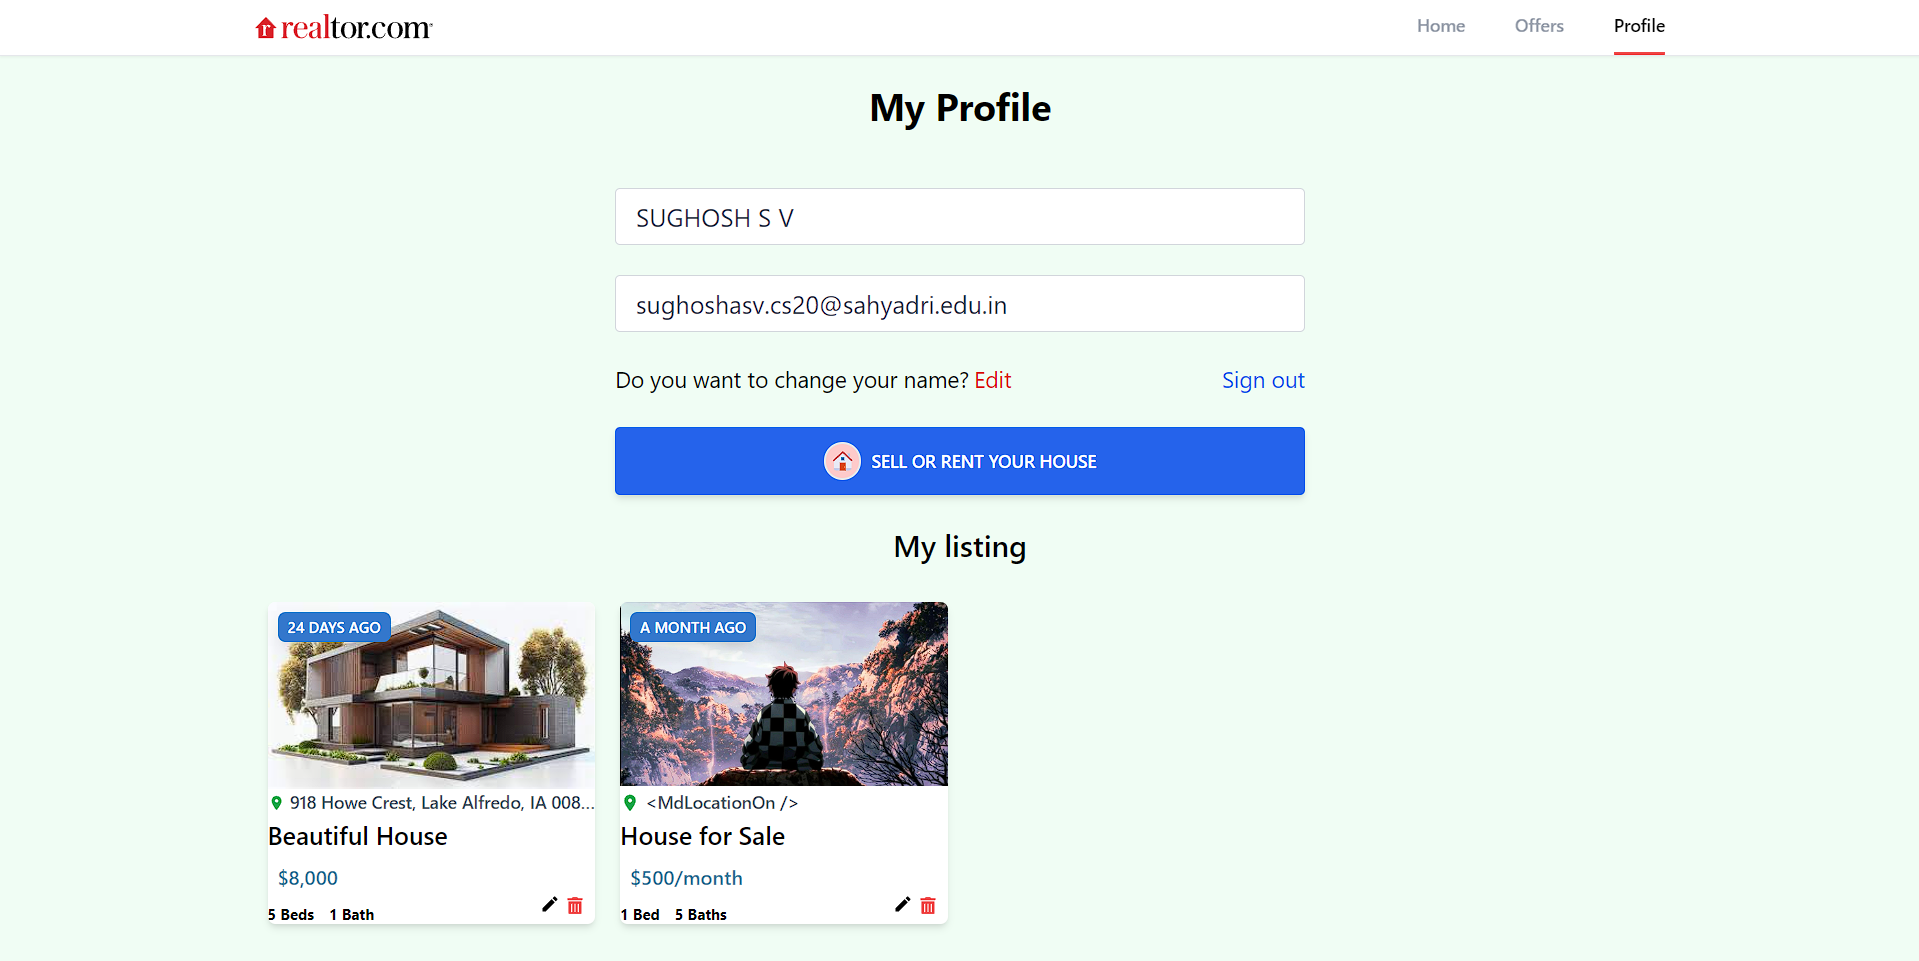 realtor.com
Home Offers Profile
My Profile
SUGHOSH S V
sughoshasv.cs20@sahyadri.edu.in
Do you want to change your name? Edit Sign out
SELL OR RENT YOUR HOUSE
My listing
24 DAYS AGO
918 Howe Crest, Lake Alfredo, IA 008...
Beautiful House
$8,000
5 Beds 1 Bath
A MONTH AGO
<MdLocationOn />
House for Sale
$500/month
1 Bed 5 Baths